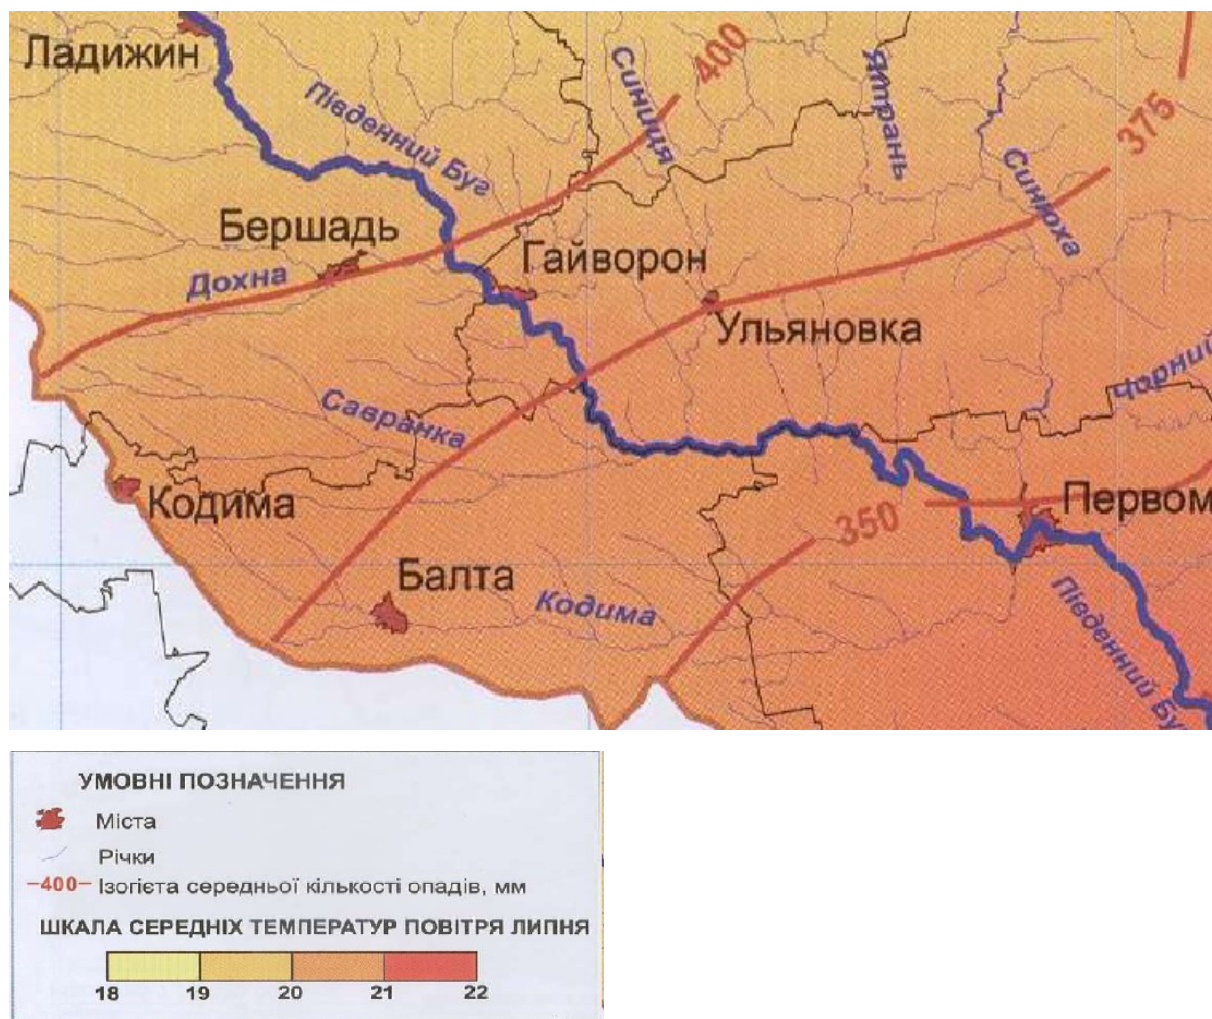 Ладижин
Південний Буг
Синиця
400
Ятрань
375
Синюха
Бершадь
Дохна
Гайворон
Ульяновка
Чорний
Савранка
Кодима
350
Первом
Балта
Кодима
Південний Бу
УМОВНІ ПОЗНАЧЕННЯ
Міста
Річки
–400– Ізогієта середньої кількості опадів, мм
ШКАЛА СЕРЕДНІХ ТЕМПЕРАТУР ПОВІТРЯ ЛИПНЯ
18 19 20 21 22